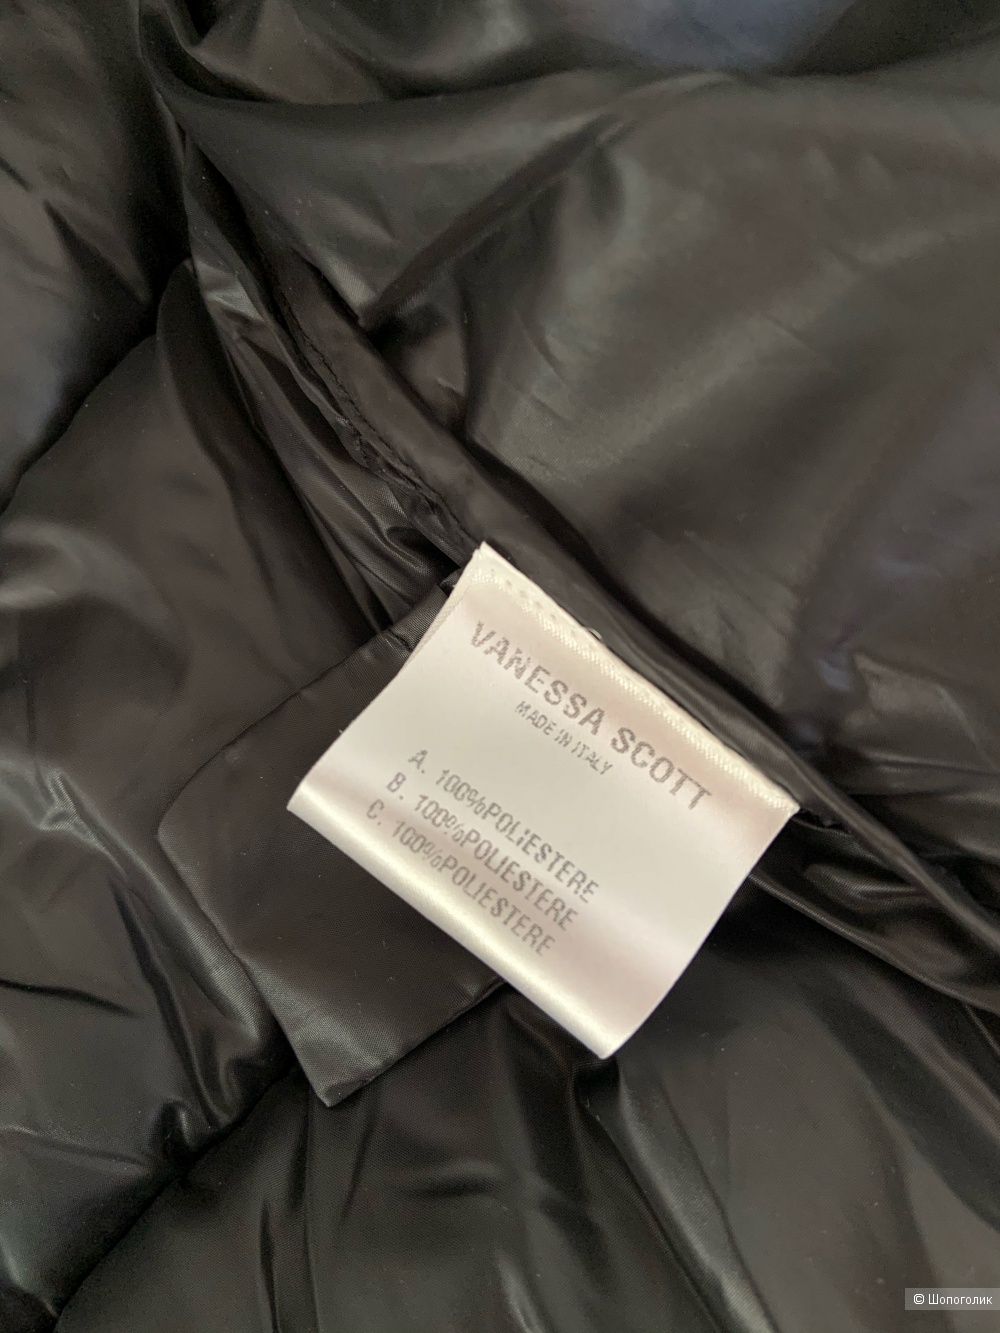 VANESSA SCOTT
MADE IN ITALY
A. 100%POLIESTERE
B. 100%POLIESTERE
C. 100%POLIESTERE
© Шопоголик